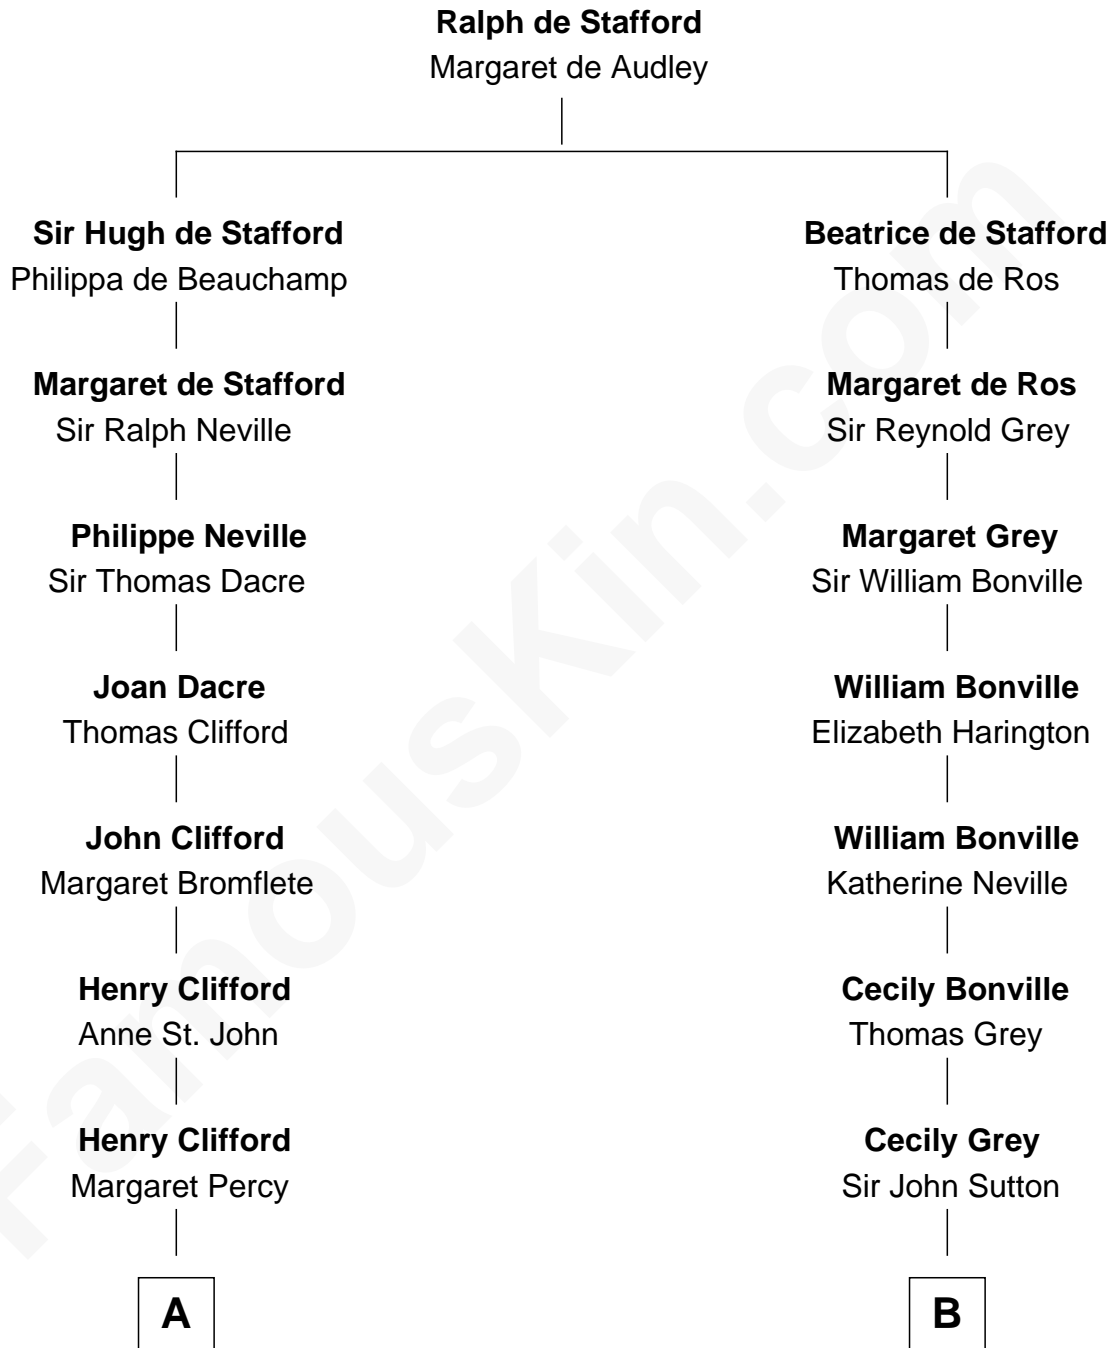 Ralph de Stafford
Margaret de Audley
Sir Hugh de Stafford
Philippa de Beauchamp
Beatrice de Stafford
Thomas de Ros
Margaret de Stafford
Sir Ralph Neville
Margaret de Ros
Sir Reynold Grey
Philippe Neville
Sir Thomas Dacre
Margaret Grey
Sir William Bonville
Joan Dacre
Thomas Clifford
William Bonville
Elizabeth Harington
John Clifford
Margaret Bromflete
William Bonville
Katherine Neville
Henry Clifford
Anne St. John
Cecily Bonville
Thomas Grey
Henry Clifford
Margaret Percy
Cecily Grey
Sir John Sutton
A
B
FamousKin.com